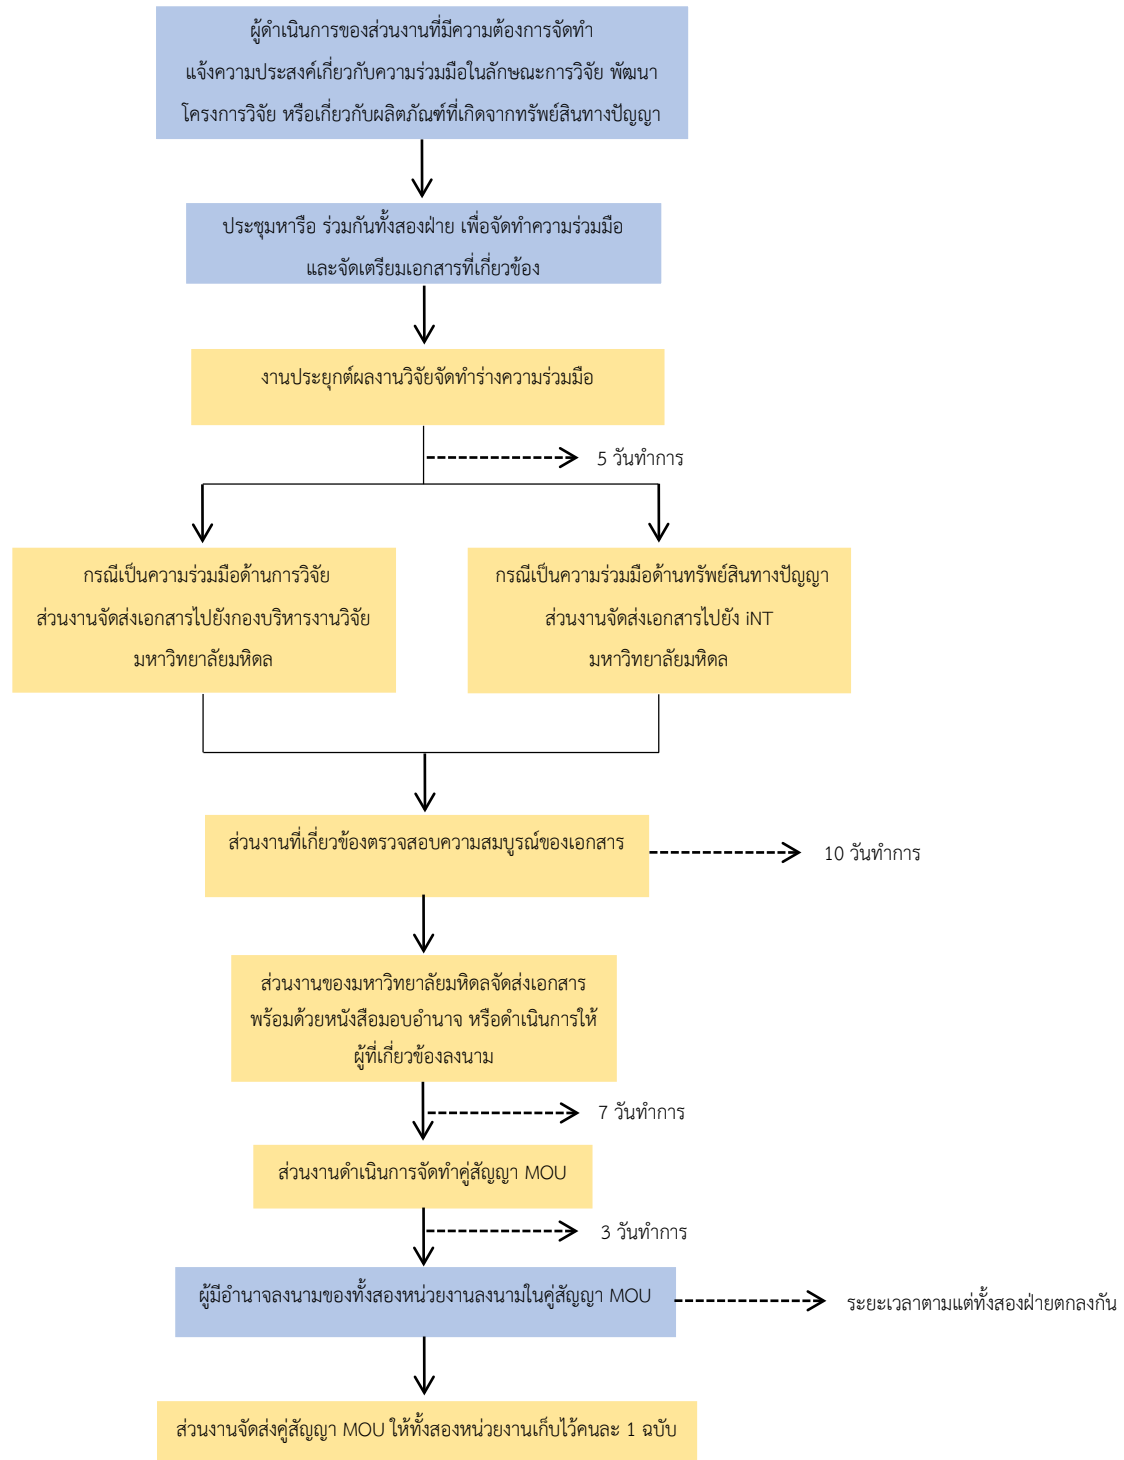 ผู้ดำเนินการของส่วนงานที่มีความต้องการจัดทำ
แจ้งความประสงค์เกี่ยวกับความร่วมมือในลักษณะการวิจัย พัฒนา
โครงการวิจัย หรือเกี่ยวกับผลิตภัณฑ์ที่เกิดจากทรัพย์สินทางปัญญา
ประชุมหารือ ร่วมกันทั้งสองฝ่าย เพื่อจัดทำความร่วมมือ
และจัดเตรียมเอกสารที่เกี่ยวข้อง
งานประยุกต์ผลงานวิจัยจัดทำร่างความร่วมมือ
5 วันทำการ
กรณีเป็นความร่วมมือด้านการวิจัย
ส่วนงานจัดส่งเอกสารไปยังกองบริหารงานวิจัย
มหาวิทยาลัยมหิดล
กรณีเป็นความร่วมมือด้านทรัพย์สินทางปัญญา
ส่วนงานจัดส่งเอกสารไปยัง iNT
มหาวิทยาลัยมหิดล
ส่วนงานที่เกี่ยวข้องตรวจสอบความสมบูรณ์ของเอกสาร
10 วันทำการ
ส่วนงานของมหาวิทยาลัยมหิดลจัดส่งเอกสาร
พร้อมด้วยหนังสือมอบอำนาจ หรือดำเนินการให้
ผู้ที่เกี่ยวข้องลงนาม
7 วันทำการ
ส่วนงานดำเนินการจัดทำคู่สัญญา MOU
3 วันทำการ
ผู้มีอำนาจลงนามของทั้งสองหน่วยงานลงนามในคู่สัญญา MOU
ระยะเวลาตามแต่ทั้งสองฝ่ายตกลงกัน
ส่วนงานจัดส่งคู่สัญญา MOU ให้ทั้งสองหน่วยงานเก็บไว้คนละ 1 ฉบับ